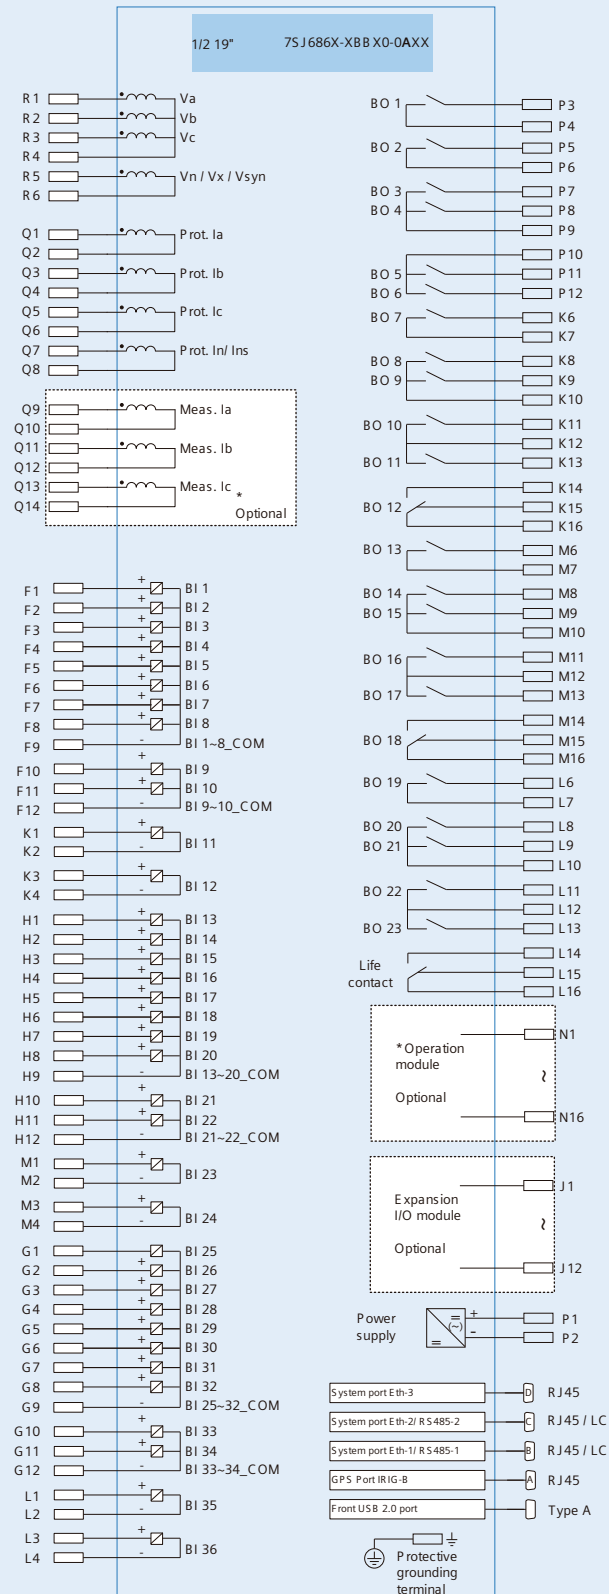 1/2 19" 7SJ686X-XBBX0-0AXX
R1 Va
R2 Vb
R3 Vc
R4
R5 Vn / Vx / Vsyn
R6
Q1 Prot. Ia
Q2
Q3 Prot. Ib
Q4
Q5 Prot. Ic
Q6
Q7 Prot. In/ Ins
Q8
Q9 Meas. Ia
Q10
Q11 Meas. Ib
Q12
Q13 Meas. Ic
Q14 *
Optional
F1 + BI 1
F2 + BI 2
F3 + BI 3
F4 + BI 4
F5 + BI 5
F6 + BI 6
F7 + BI 7
F8 + BI 8
F9 - BI 1~8_COM
F10 + BI 9
F11 + BI 10
F12 - BI 9~10_COM
K1 +
K2 - BI 11
K3 +
K4 - BI 12
H1 + BI 13
H2 + BI 14
H3 + BI 15
H4 + BI 16
H5 + BI 17
H6 + BI 18
H7 + BI 19
H8 + BI 20
H9 - BI 13~20_COM
H10 + BI 21
H11 + BI 22
H12 - BI 21~22_COM
M1 +
M2 - BI 23
M3 +
M4 - BI 24
G1 BI 25
G2 + BI 26
G3 + BI 27
G4 + BI 28
G5 + BI 29
G6 + BI 30
G7 + BI 31
G8 + BI 32
G9 - BI 25~32_COM
G10 + BI 33
G11 + BI 34
G12 - BI 33~34_COM
L1 +
L2 - BI 35
L3 +
L4 - BI 36
BO 1 P3
P4
BO 2 P5
P6
BO 3 P7
BO 4 P8
P9
P10
BO 5 P11
BO 6 P12
BO 7 K6
K7
BO 8 K8
BO 9 K9
K10
BO 10 K11
K12
BO 11 K13
K14
BO 12 K15
K16
BO 13 M6
M7
BO 14 M8
BO 15 M9
M10
BO 16 M11
M12
BO 17 M13
M14
BO 18 M15
M16
BO 19 L6
L7
BO 20 L8
BO 21 L9
L10
BO 22 L11
L12
BO 23 L13
L14
Life
contact L15
L16
N1
*Operation
module
~
Optional
N16
J1
Expansion
I/O module
~
Optional
J12
Power
supply
= (~) =
+ P1
- P2
System port Eth-3 D RJ45
System port Eth-2/ RS485-2 C RJ45 / LC
System port Eth-1/ RS485-1 B RJ45 / LC
GPS Port IRIG-B A RJ45
Front USB 2.0 port Type A
Protective
grounding
terminal